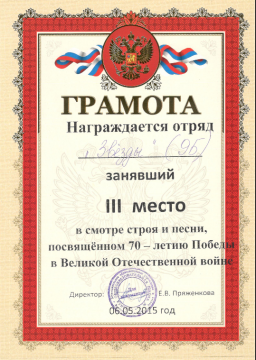 ГРАМОТА
Награждается отряд
„Звёзды" (9б)
занявший
III место
в смотре строя и песни,
посвящённом 70 – летию Победы
в Великой Отечественной войне
Директор: Е.В. Пряженкова
06.05.2015 год